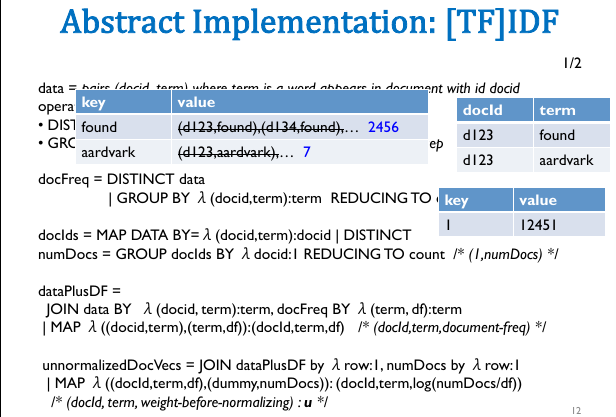 Abstract Implementation: [TF]IDF
1/2
data = pairs (docid ,term) where term is a word appears in document with id docid
opera
• DIST
• GRO
ep
key value
found (d123,found),(d134,found),… 2456
aardvark (d123,aardvark),… 7
docId term
d123 found
d123 aardvark
key value
1 12451
docFreq = DISTINCT data
| GROUP BY λ (docid,term):term REDUCING TO
docIds = MAP DATA BY= λ (docid,term):docid | DISTINCT
numDocs = GROUP docIds BY λ docid:1 REDUCING TO count /* (1,numDocs) */
dataPlusDF =
JOIN data BY λ (docid, term):term, docFreq BY λ (term, df):term
| MAP λ ((docid,term),(term,df)):(docId,term,df) /* (docId,term,document-freq) */
unnormalizedDocVecs = JOIN dataPlusDF by λ row:1, numDocs by λ row:1
| MAP λ ((docId,term,df),(dummy,numDocs)): (docId,term,log(numDocs/df))
/* (docId, term, weight-before-normalizing) : u */
12